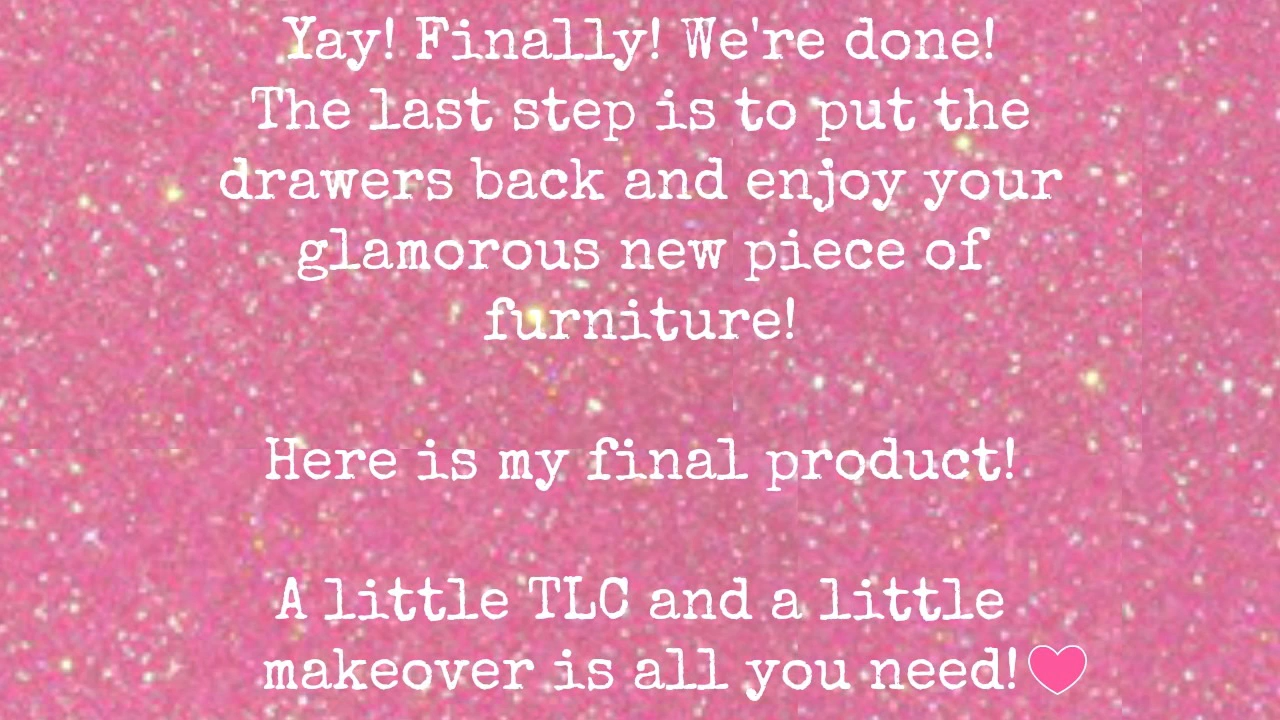 Yay! Finally! We're done!
The last step is to put the
drawers back and enjoy your
glamorous new piece of
furniture!
Here is my final product!
A little TLC and a little
makeover is all you need!